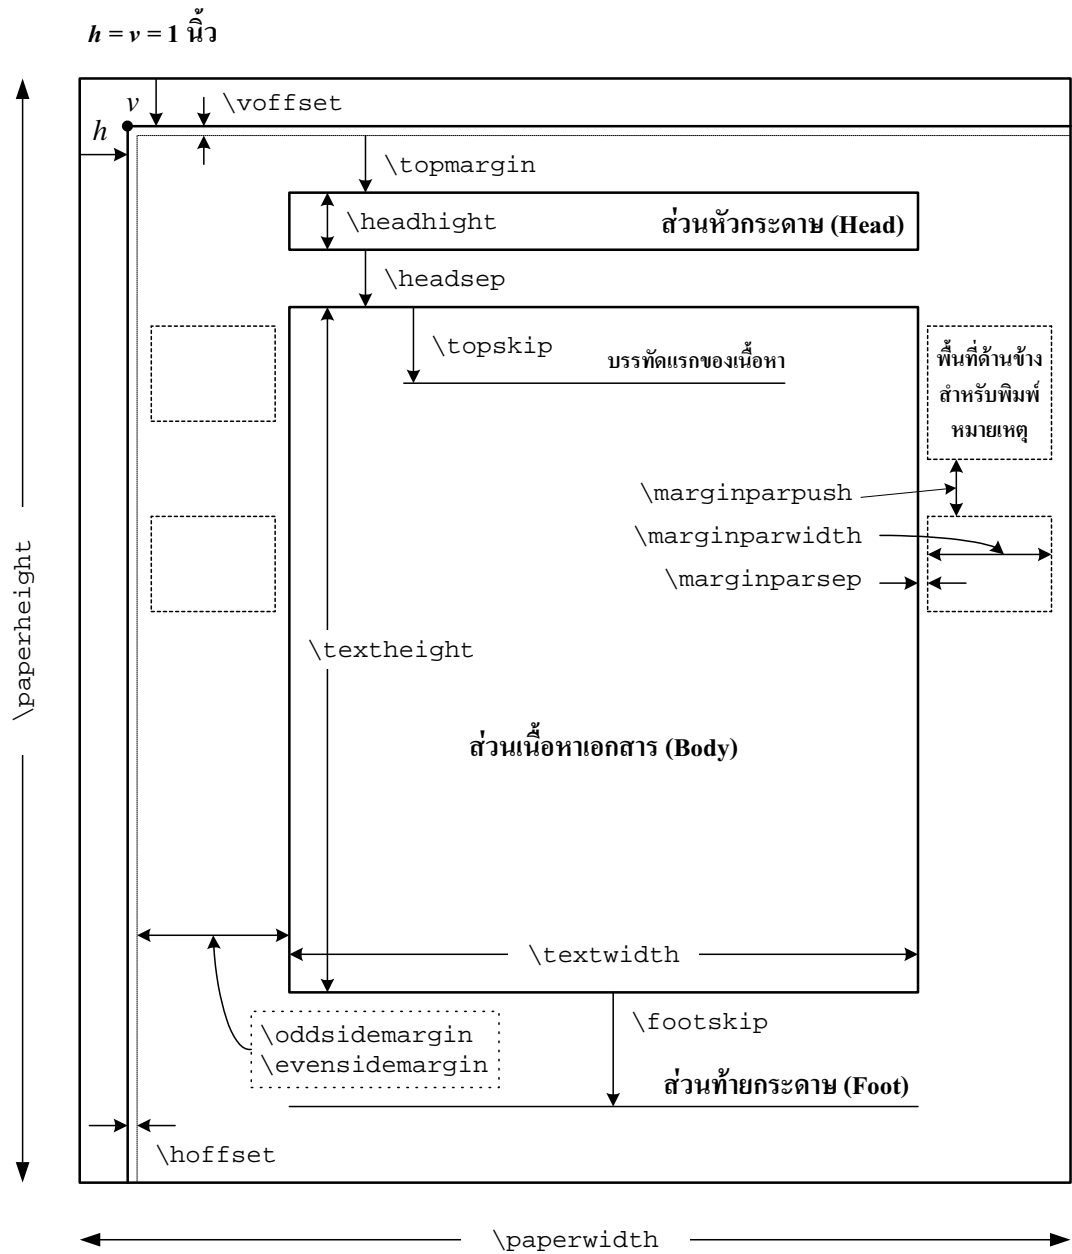 h = v = 1 นิ้ว
v
\voffset
h
\topmargin
\headhight
ส่วนหัวกระดาษ (Head)
\headsep
\topskip
บรรทัดแรกของเนื้อหา
พื้นที่ด้านข้าง
สำหรับพิมพ์
หมายเหตุ
\marginparpush
\marginparwidth
\marginparsep
\paperheight
\textheight
ส่วนเนื้อหาเอกสาร (Body)
\textwidth
\footskip
\oddsidemargin
\evensidemargin
ส่วนท้ายกระดาษ (Foot)
\hoffset
\paperwidth